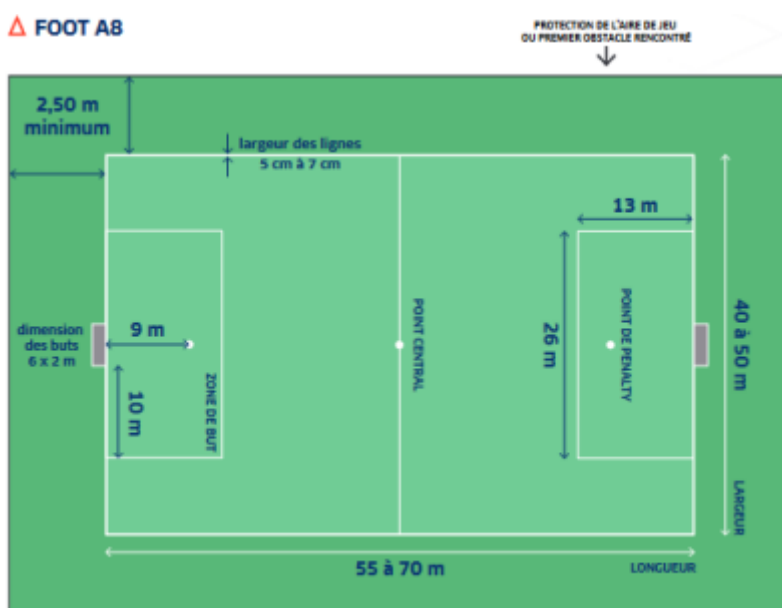 FOOT A8
PROTECTION DE L'AIRE DE JEU
OU PREMIER OBSTACLE RENCONTRÉ
2,50 m
minimum
largeur des lignes
5 cm à 7 cm
13 m
dimension
des buts
6 x 2 m
9 m
10 m
ZONE DE BUT
POINT CENTRAL
26 m
POINT DE PENALTY
40 à 50 m
LARGEUR
55 à 70 m
LONGUEUR